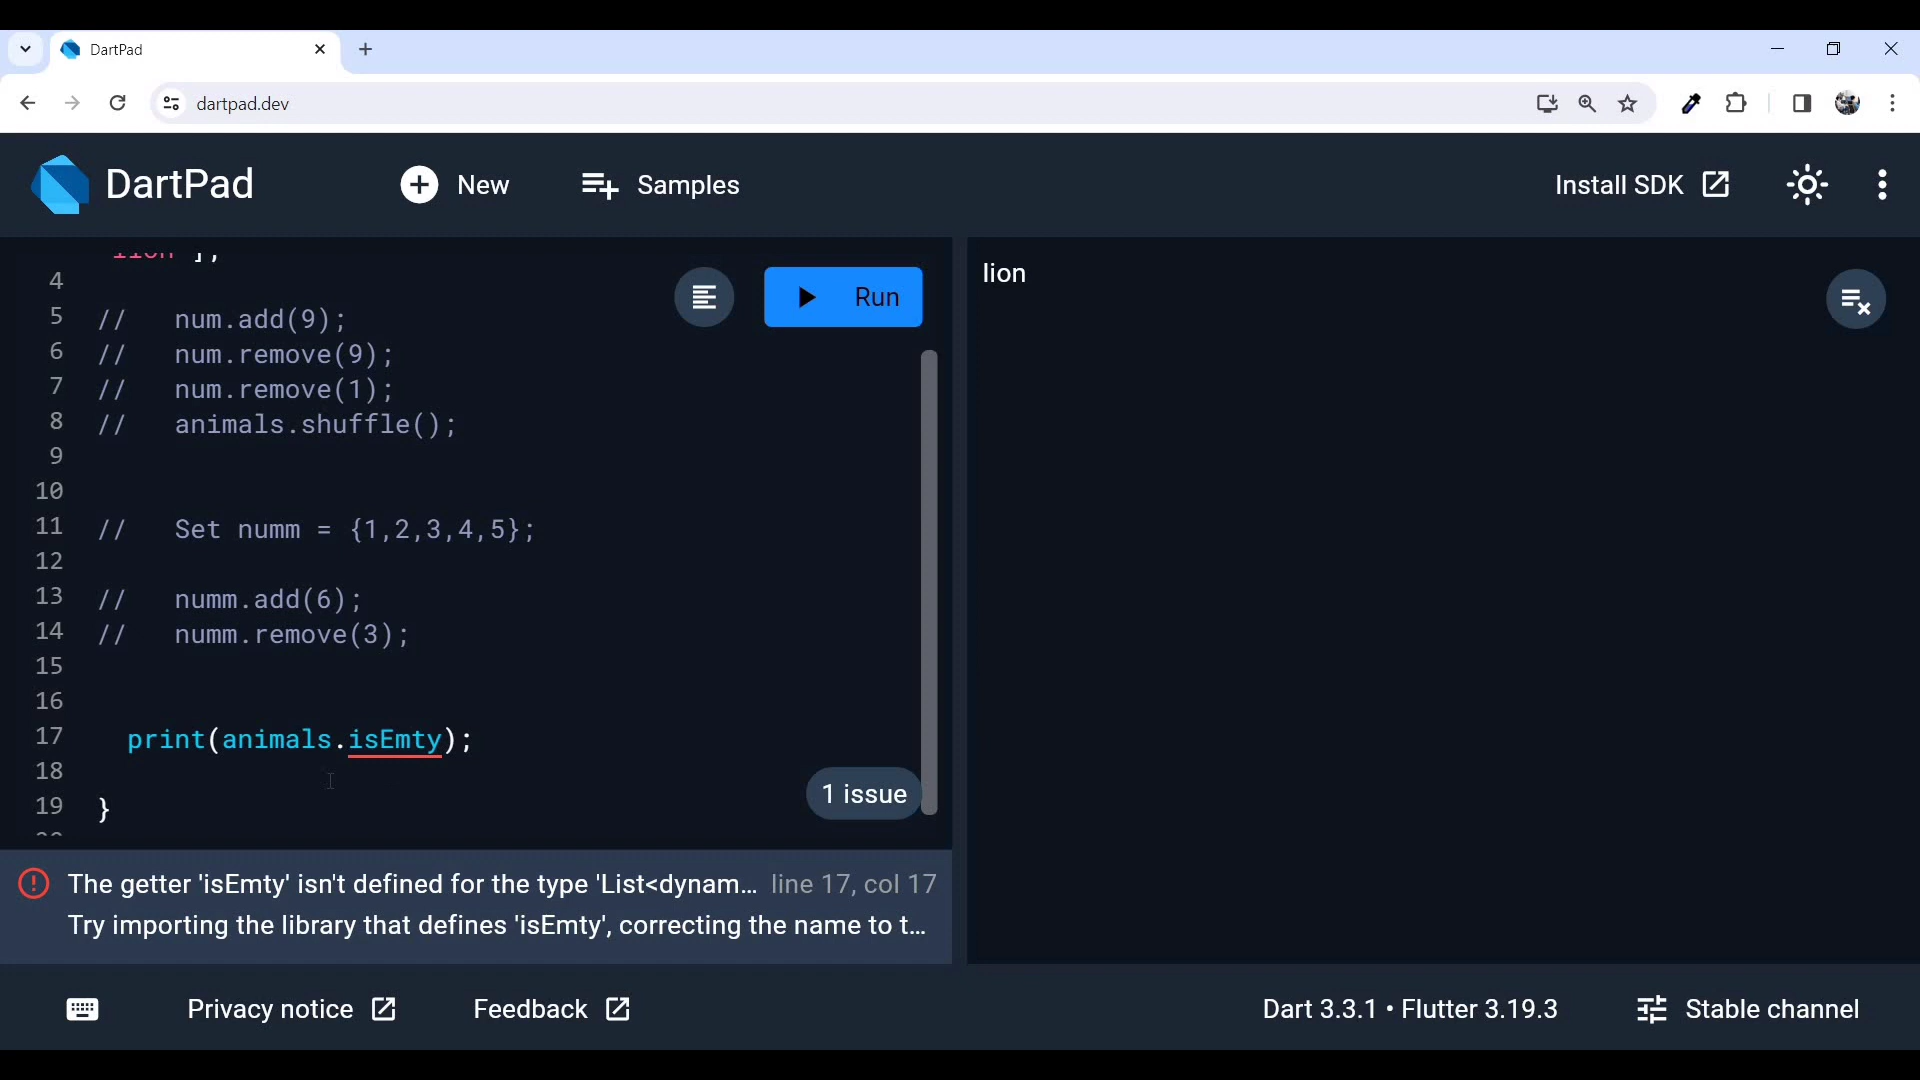 DartPad
dartpad.dev
DartPad
New
Samples
Install SDK
lion"];
4
5 //   num.add(9);
6 //   num.remove(9);
7 //   num.remove(1);
8 //   animals.shuffle();
9
10
11 //   Set numm = {1,2,3,4,5};
12
13 //   numm.add(6);
14 //   numm.remove(3);
15
16
17   print(animals.isEmty);
18
19 }
20
Run
1 issue
lion
The getter 'isEmty' isn't defined for the type 'List<dynam... line 17, col 17
Try importing the library that defines 'isEmty', correcting the name to t...
Privacy notice
Feedback
Dart 3.3.1 • Flutter 3.19.3
Stable channel